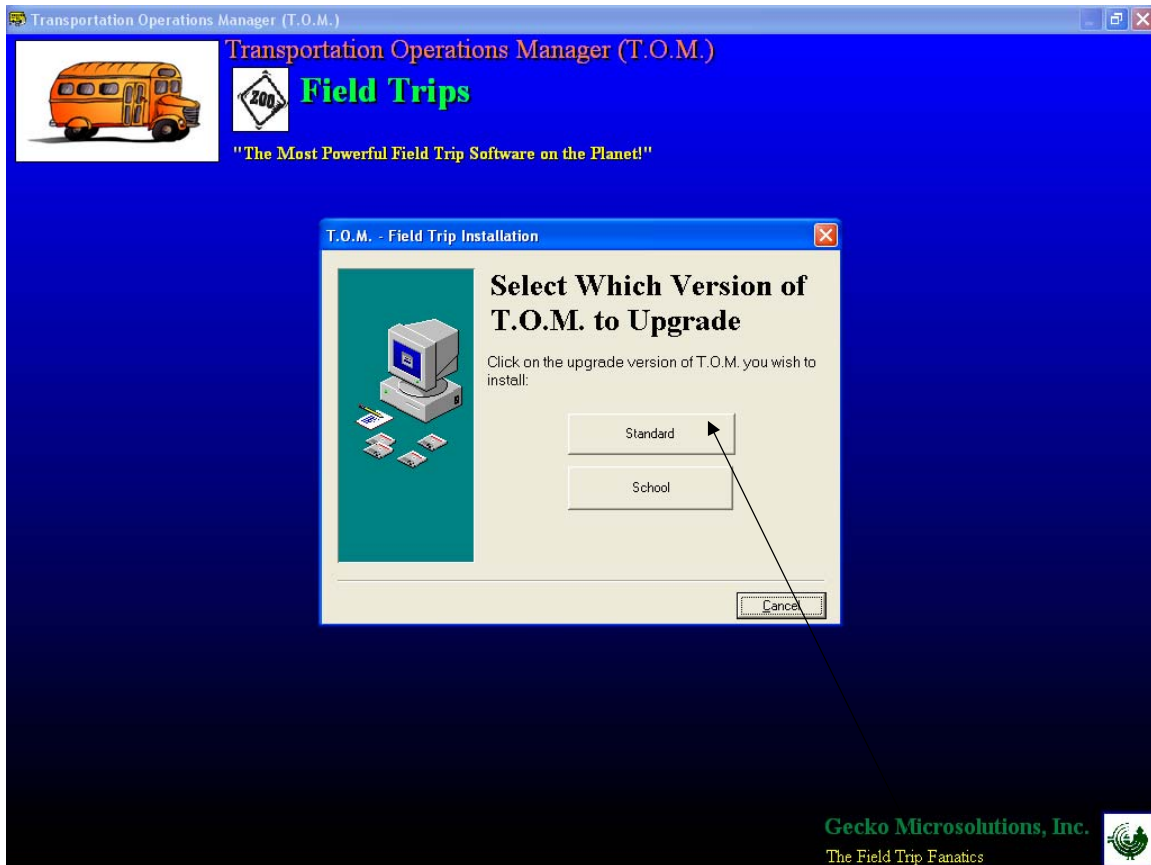 Transportation Operations Manager (T.O.M.)
Transportation Operations Manager (T.O.M.)
ZOO
Field Trips
"The Most Powerful Field Trip Software on the Planet!"
T.O.M. - Field Trip Installation
Select Which Version of
T.O.M. to Upgrade
Click on the upgrade version of T.O.M. you wish to
install:
Standard
School
Cancel
Gecko Microsolutions, Inc.
The Field Trip Fanatics